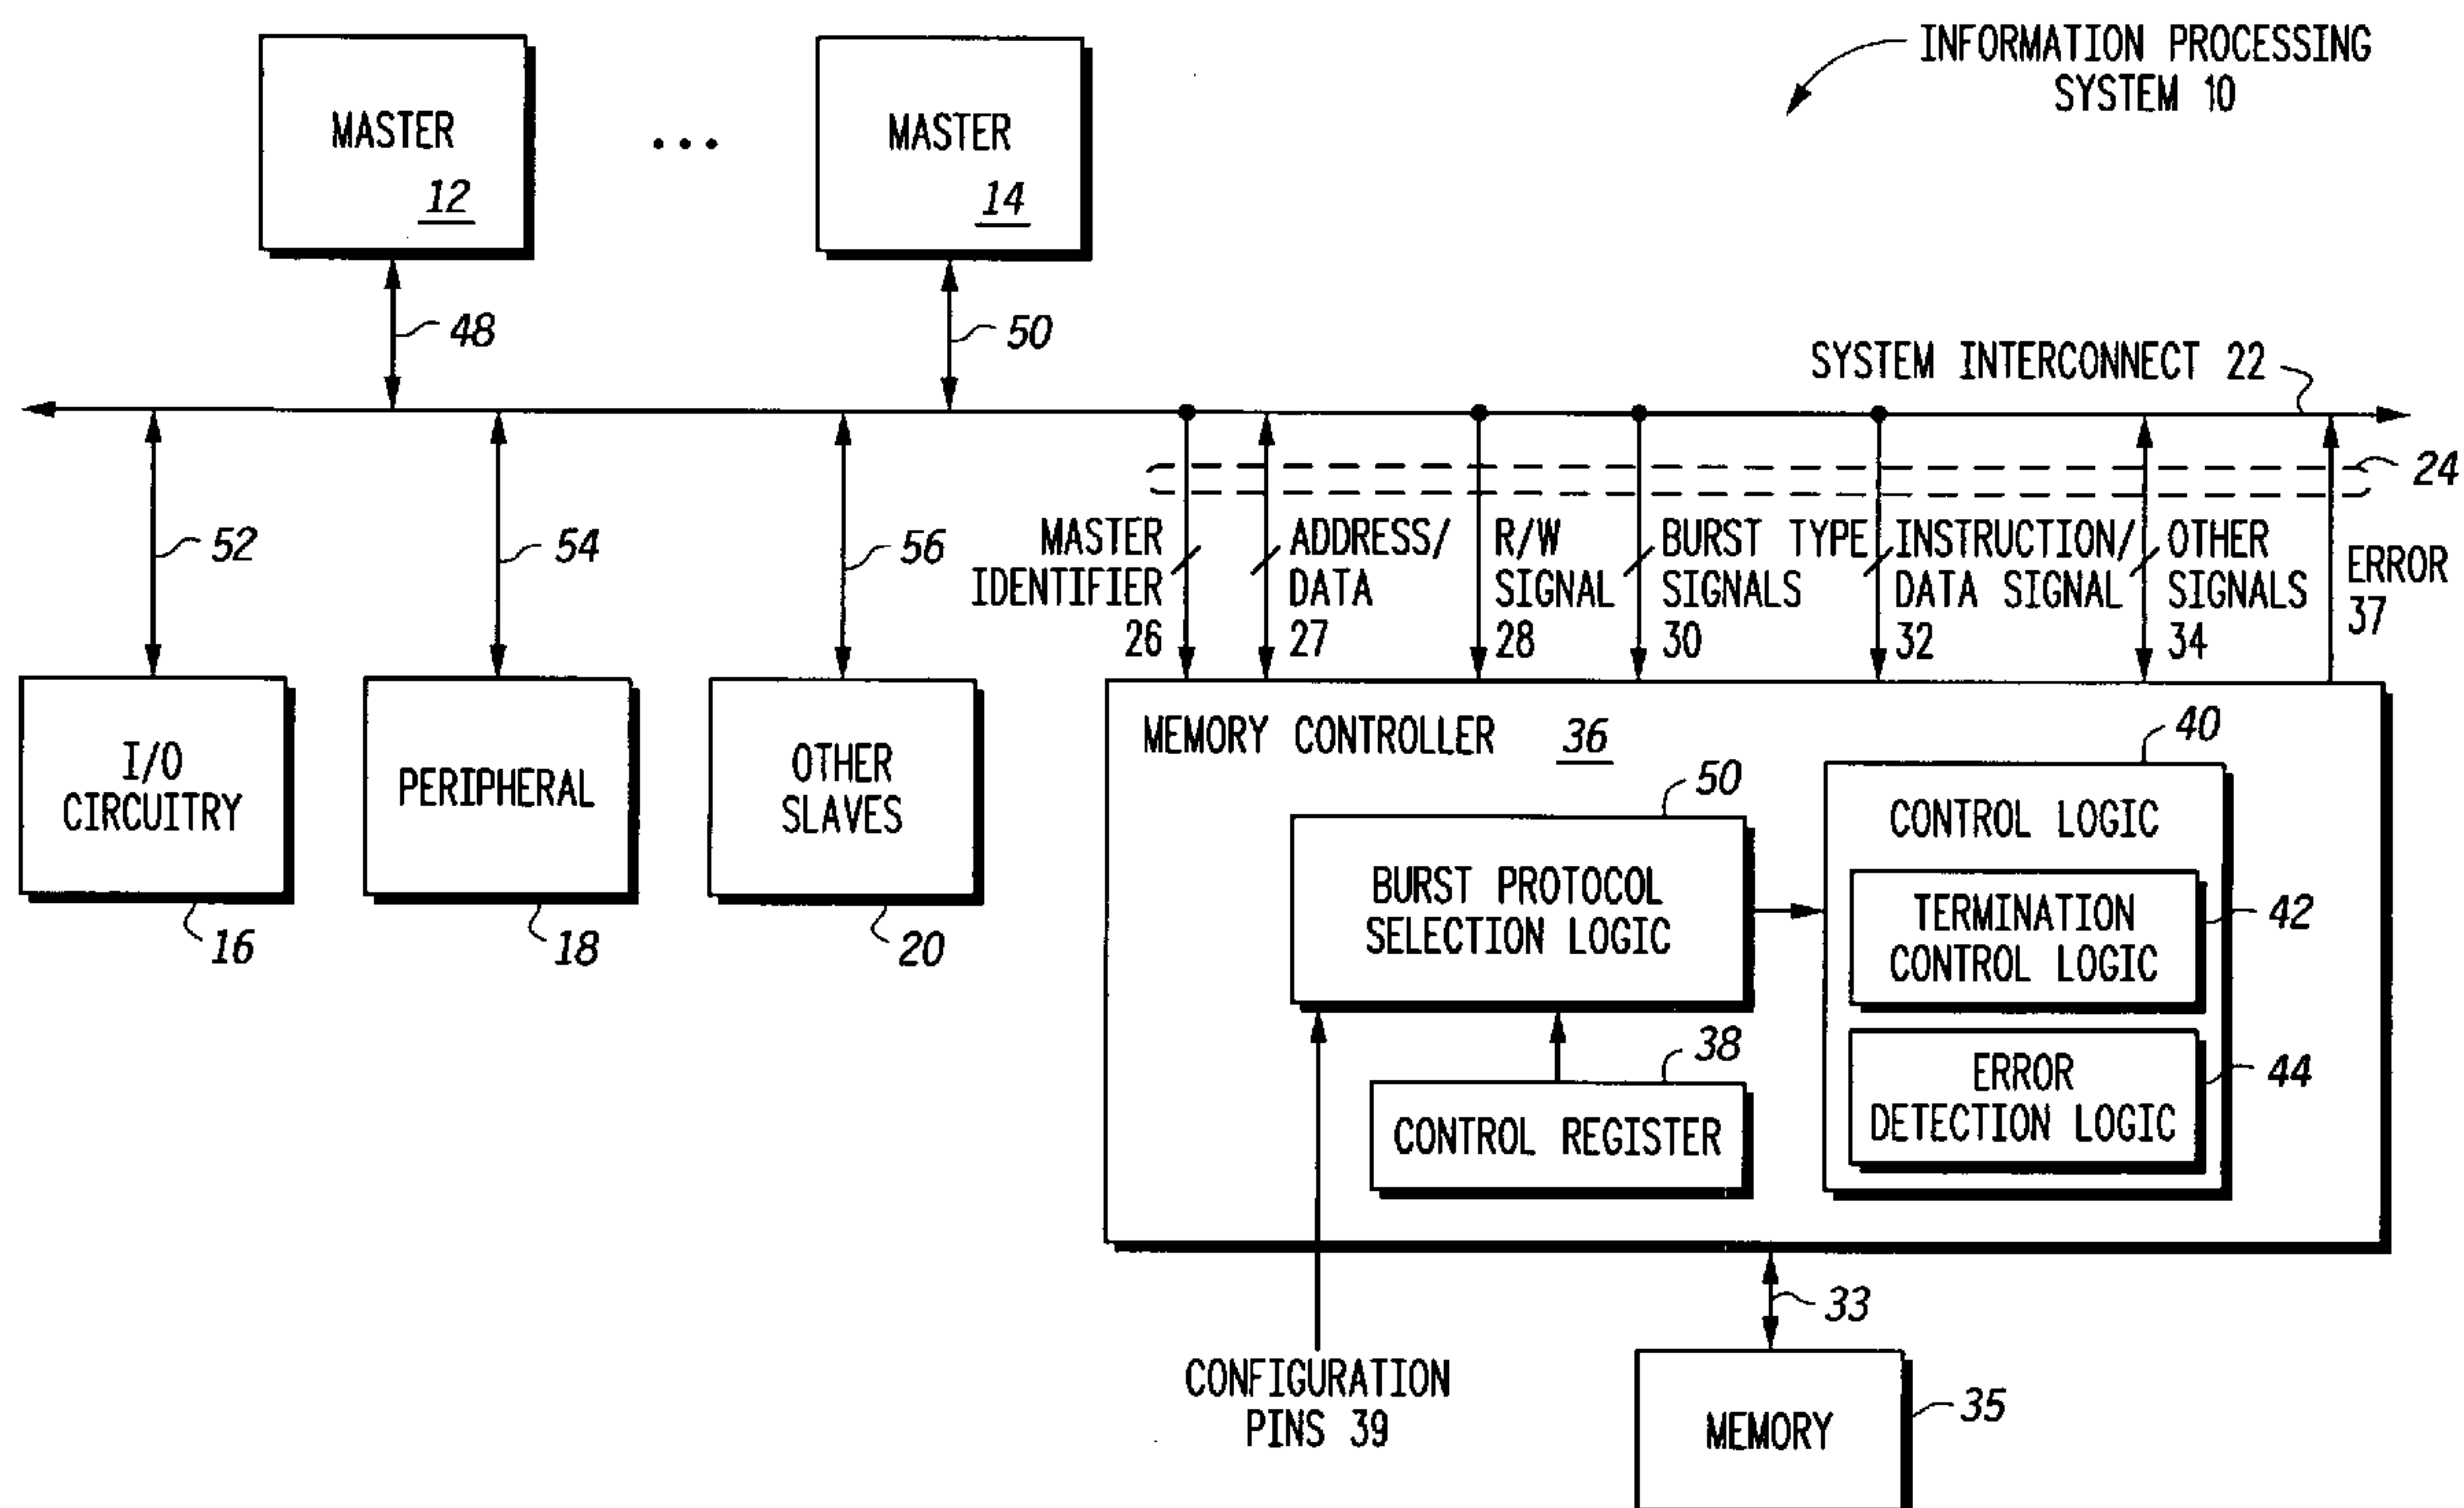 INFORMATION PROCESSING
SYSTEM 10
MASTER
12
...
MASTER
14
48
50
SYSTEM INTERCONNECT 22
24
52
54
56
MASTER
IDENTIFIER
26
ADDRESS/
DATA
27
R/W
SIGNAL
28
BURST TYPE
SIGNALS
30
INSTRUCTION/
DATA SIGNAL
32
OTHER
SIGNALS
34
ERROR
37
I/O
CIRCUITRY
16
PERIPHERAL
18
OTHER
SLAVES
20
MEMORY CONTROLLER 36
50
BURST PROTOCOL
SELECTION LOGIC
40
CONTROL LOGIC
TERMINATION
CONTROL LOGIC
42
ERROR
DETECTION LOGIC
44
38
CONTROL REGISTER
CONFIGURATION
PINS 39
33
MEMORY
35